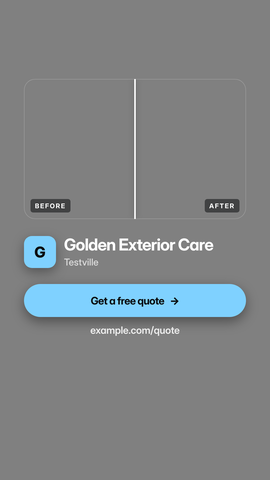 BEFORE
AFTER
G
Golden Exterior Care
Testville
Get a free quote →
example.com/quote